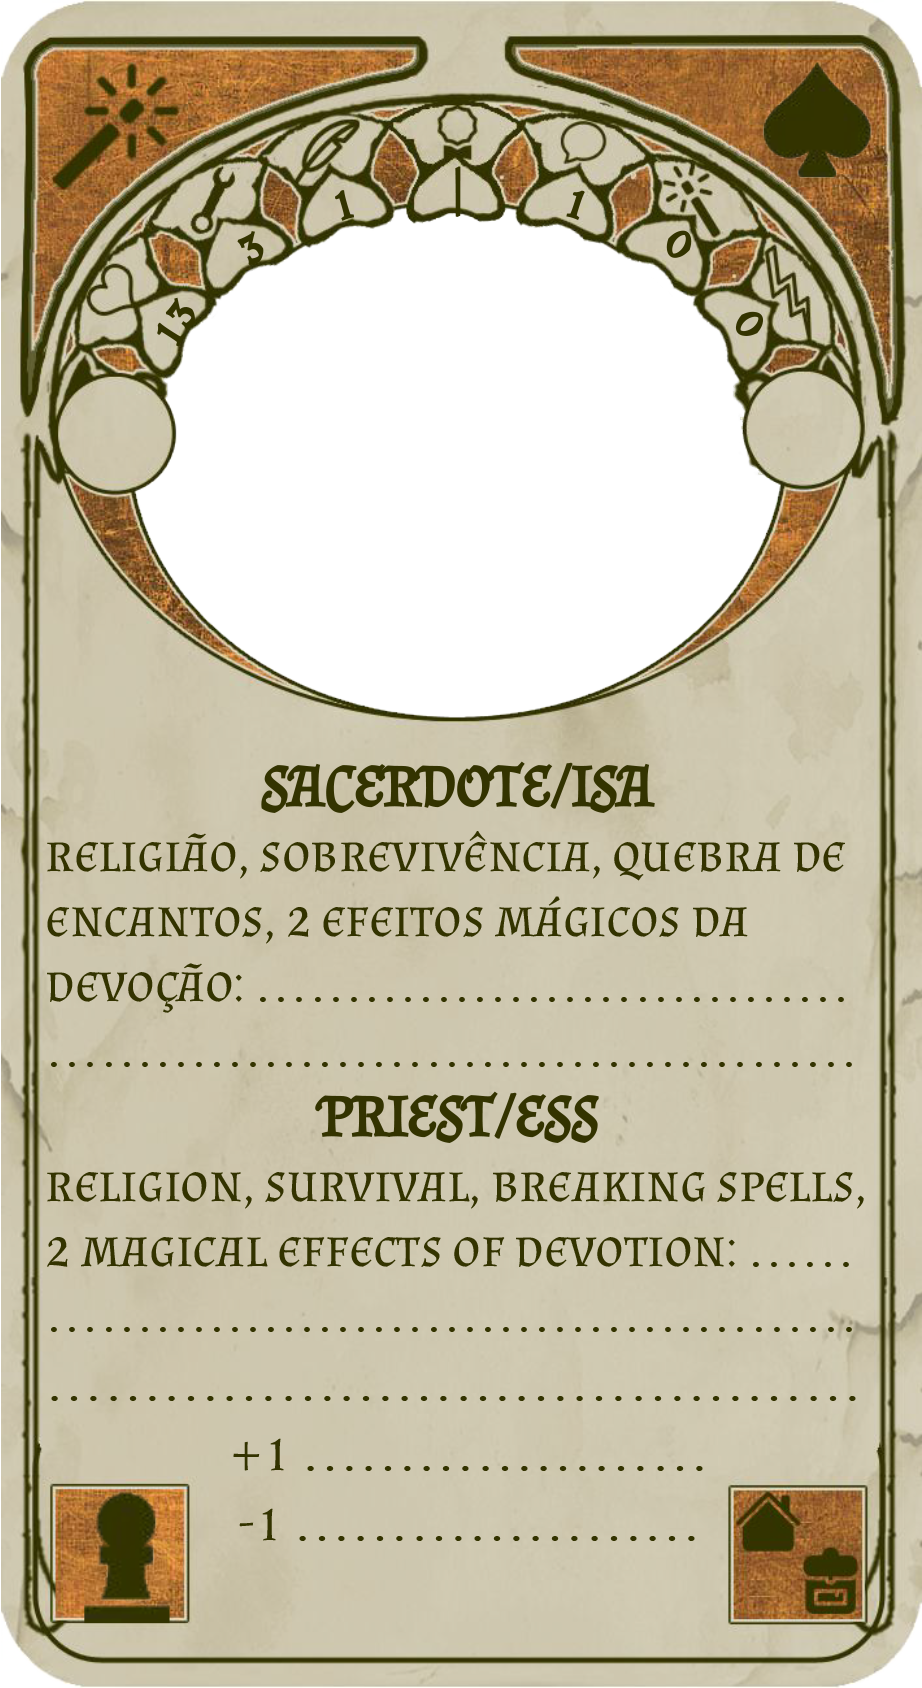 13 3 1 | 1 0 0
SACERDOTE/ISA
RELIGIÃO, SOBREVIVÊNCIA, QUEBRA DE
ENCANTOS, 2 EFEITOS MÁGICOS DA
DEVOÇÃO: .................................
.............................................
PRIEST/ESS
RELIGION, SURVIVAL, BREAKING SPELLS,
2 MAGICAL EFFECTS OF DEVOTION: ......
.............................................
..........................................
+1 .....................
-1 .....................